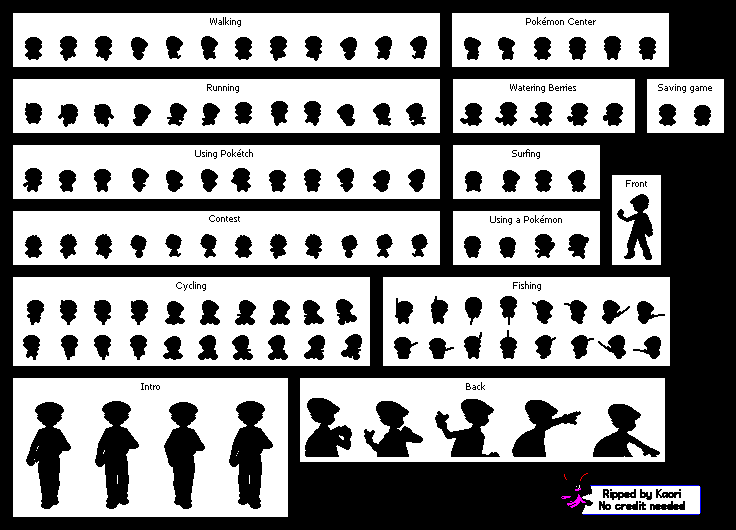 Walking
Pokémon Center
Running
Watering Berries
Saving game
Using Pokétch
Surfing
Front
Contest
Using a Pokémon
Cycling
Fishing
Intro
Back
Ripped by Kaori
No credit needed